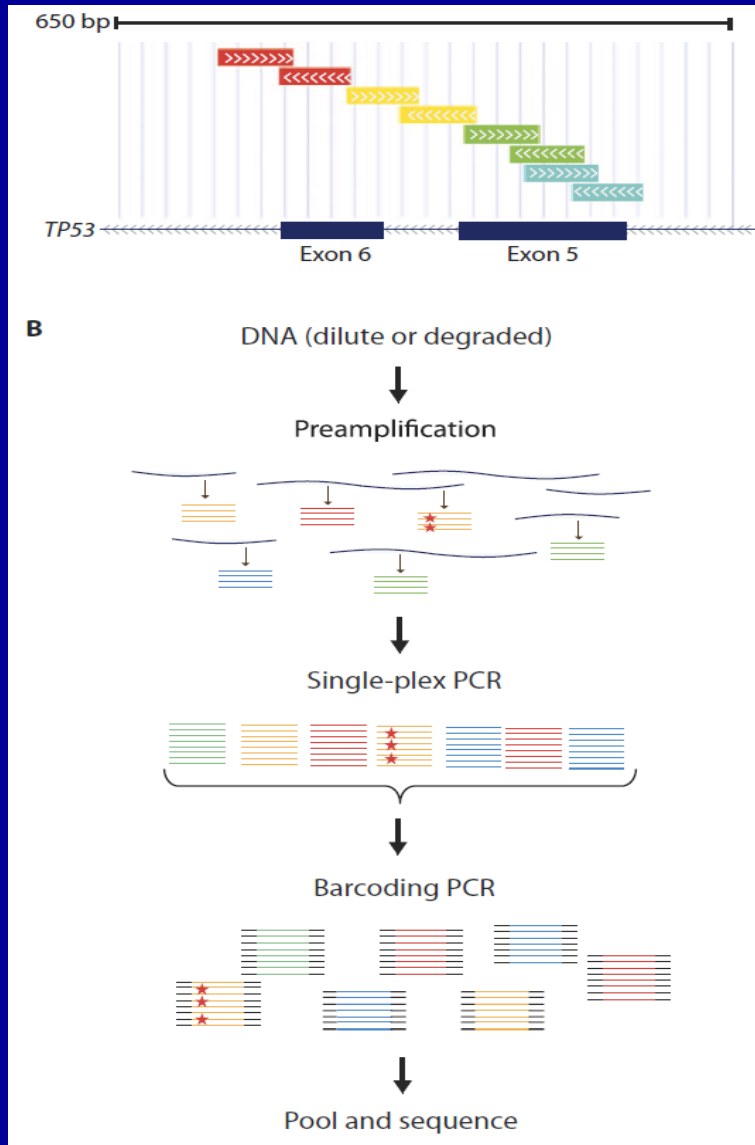 650 bp
TP53
Exon 6 Exon 5
B
DNA (dilute or degraded)
Preamplification
Single-plex PCR
Barcoding PCR
Pool and sequence